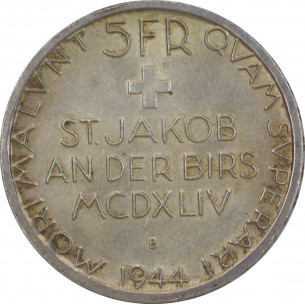 MORI MALVNT QVAM SVPERARI
5FR
ST. JAKOB
AN DER BIRS
MCDXLIV
B
1944